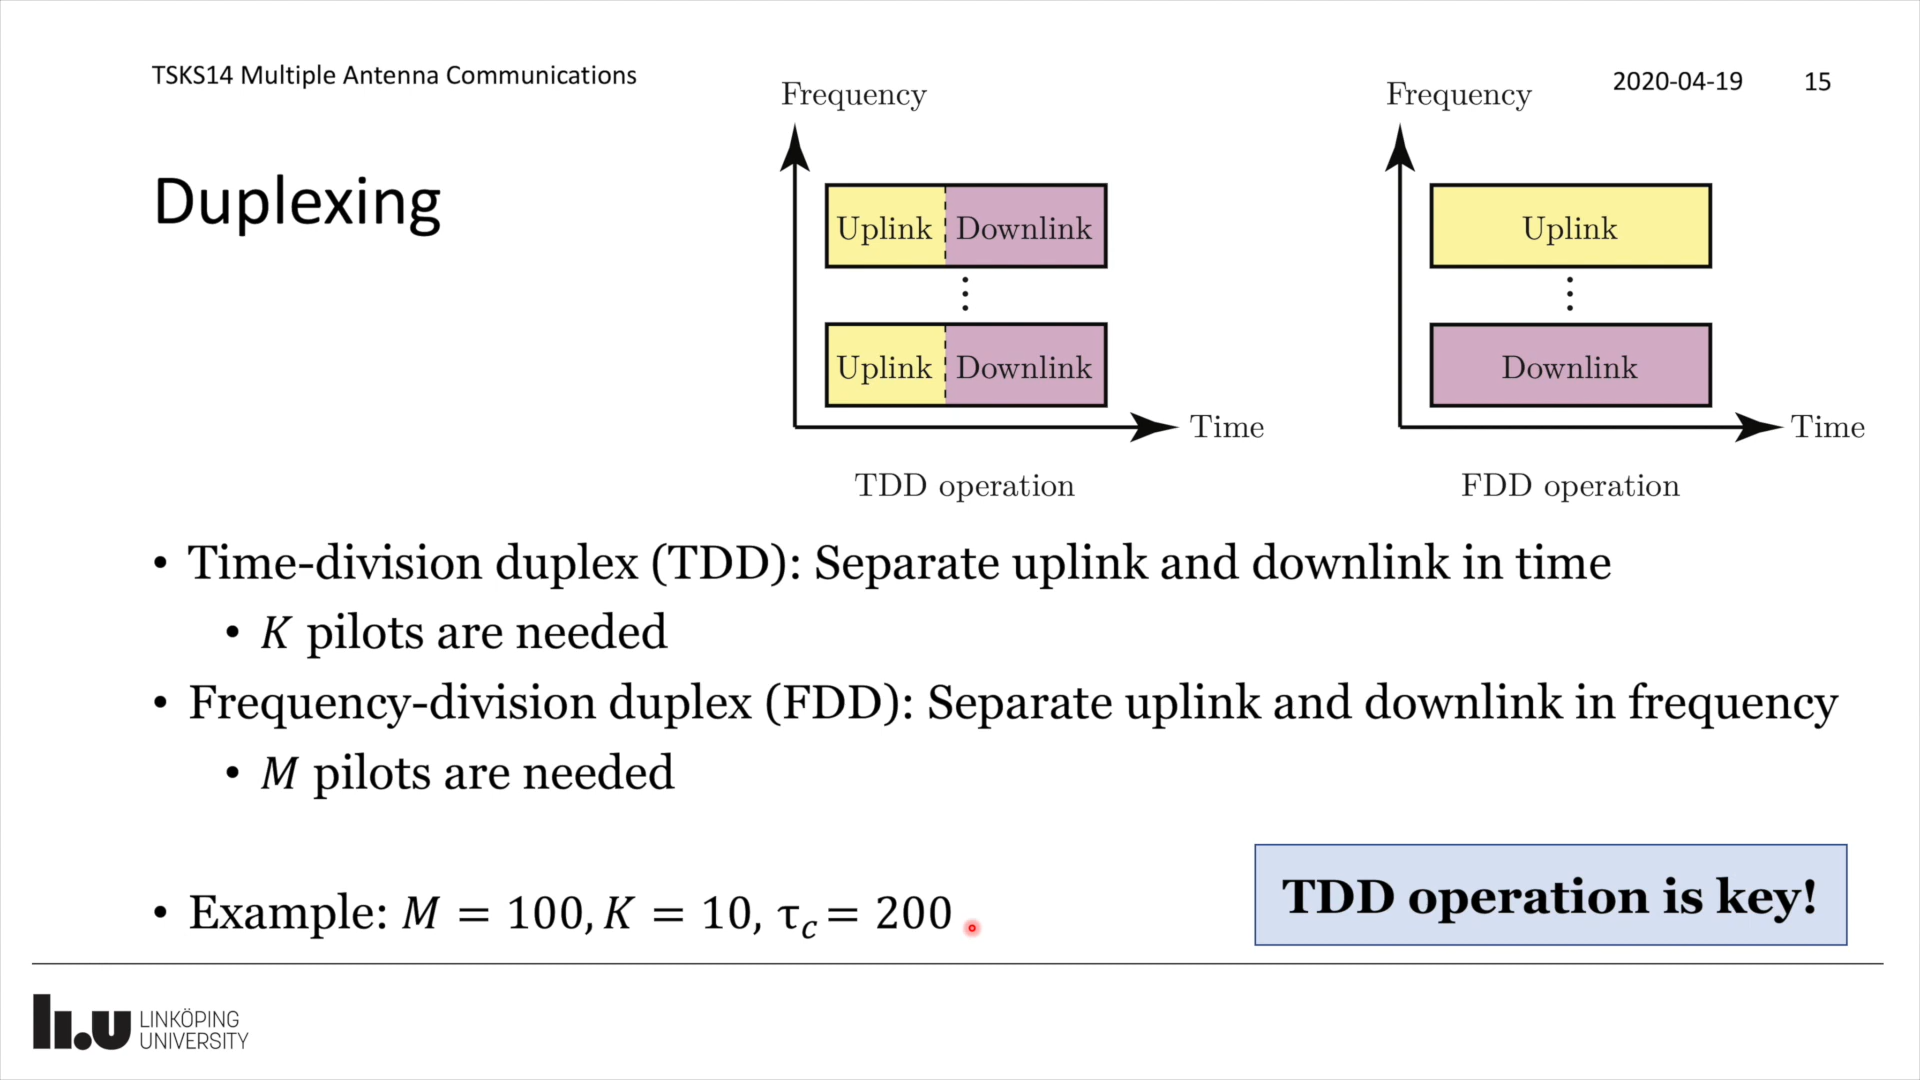 TSKS14 Multiple Antenna Communications
2020-04-19
15
Duplexing
Frequency
Uplink Downlink
Uplink Downlink
Time
TDD operation
Frequency
Uplink
Downlink
Time
FDD operation
• Time-division duplex (TDD): Separate uplink and downlink in time
• K pilots are needed
• Frequency-division duplex (FDD): Separate uplink and downlink in frequency
• M pilots are needed
• Example: M = 100, K = 10, τc = 200
TDD operation is key!
li.u LINKÖPING
UNIVERSITY